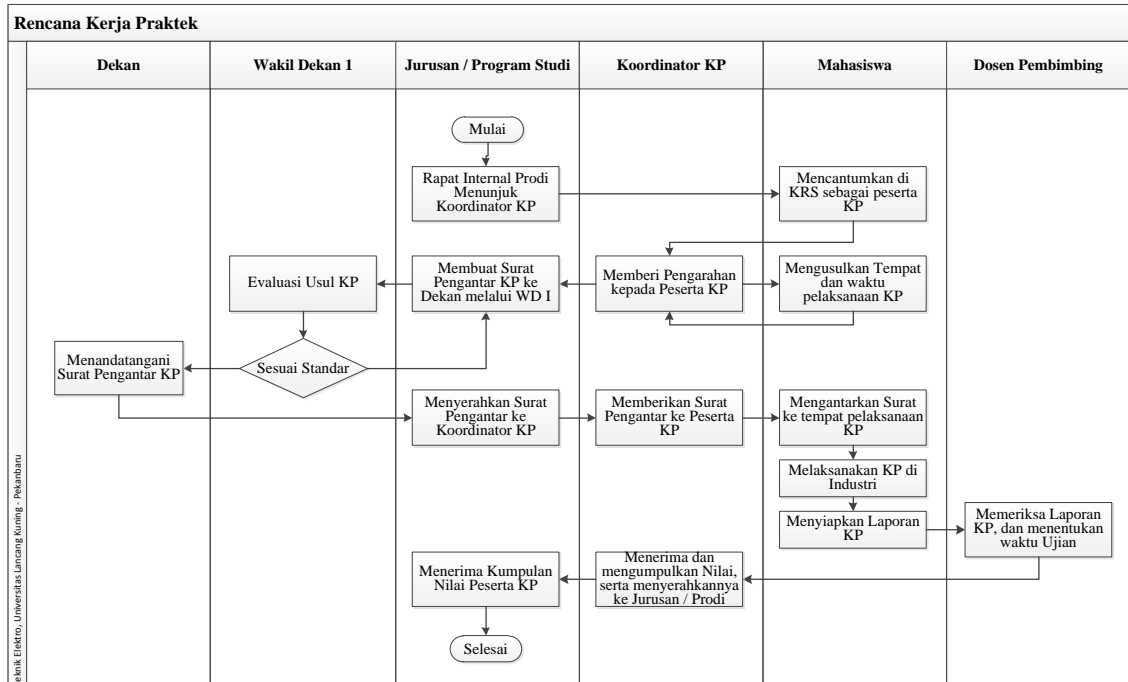 Rencana Kerja Praktek
Dekan
Wakil Dekan 1
Jurusan / Program Studi
Koordinator KP
Mahasiswa
Dosen Pembimbing
Mulai
Rapat Internal Prodi
Menunjuk
Koordinator KP
Mencantumkan di
KRS sebagai peserta
KP
Evaluasi Usul KP
Membuat Surat
Pengantar KP ke
Dekan melalui WD I
Memberi Pengarahan
kepada Peserta KP
Mengusulkan Tempat
dan waktu
pelaksanaan KP
Menandatangani
Surat Pengantar KP
Sesuai Standar
Menyerahkan Surat
Pengantar ke
Koordinator KP
Memberikan Surat
Pengantar ke Peserta
KP
Mengantarkan Surat
ke tempat pelaksanaan
KP
Melaksanakan KP di
Industri
Menyiapkan Laporan
KP
Memeriksa Laporan
KP, dan menentukan
waktu Ujian
Menerima Kumpulan
Nilai Peserta KP
Menerima dan
mengumpulkan Nilai,
serta menyerahkannya
ke Jurusan / Prodi
Selesai
eknik Elektro, Universitas Lancang Kuning - Pekanbaru